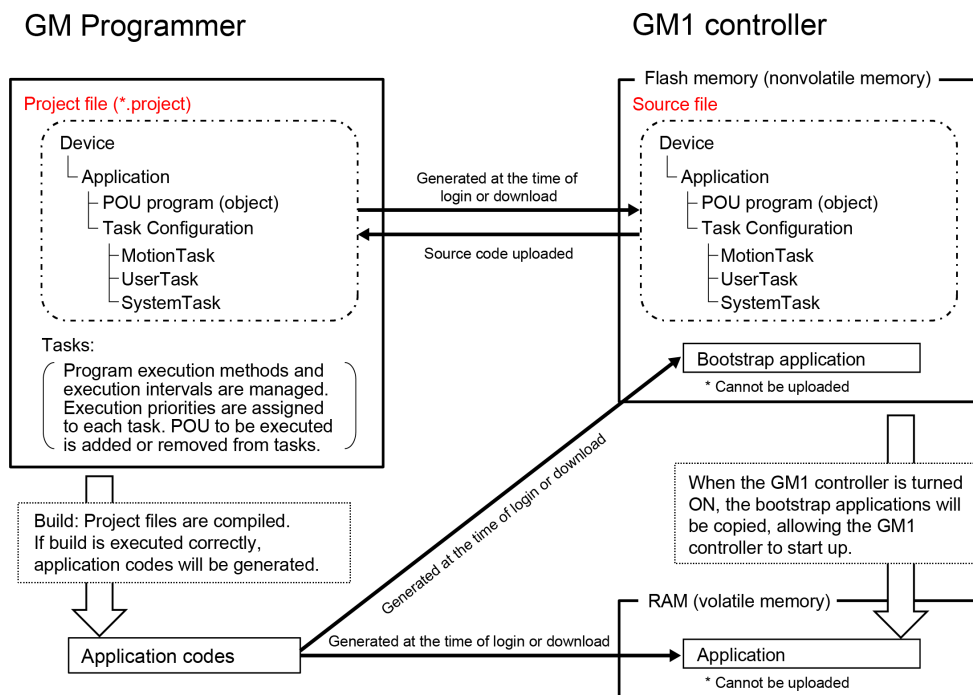 GM Programmer
GM1 controller
Project file (*.project)
Device
Application
POU program (object)
Task Configuration
MotionTask
UserTask
SystemTask
Tasks:
Program execution methods and
execution intervals are managed.
Execution priorities are assigned
to each task. POU to be executed
is added or removed from tasks.
Build: Project files are compiled.
If build is executed correctly,
application codes will be generated.
Application codes
Generated at the time of
login or download
Source code uploaded
Generated at the time of login or download
Generated at the time of login or download
Flash memory (nonvolatile memory)
Source file
Device
Application
POU program (object)
Task Configuration
MotionTask
UserTask
SystemTask
Bootstrap application
* Cannot be uploaded
When the GM1 controller is turned
ON, the bootstrap applications will
be copied, allowing the GM1
controller to start up.
RAM (volatile memory)
Application
* Cannot be uploaded